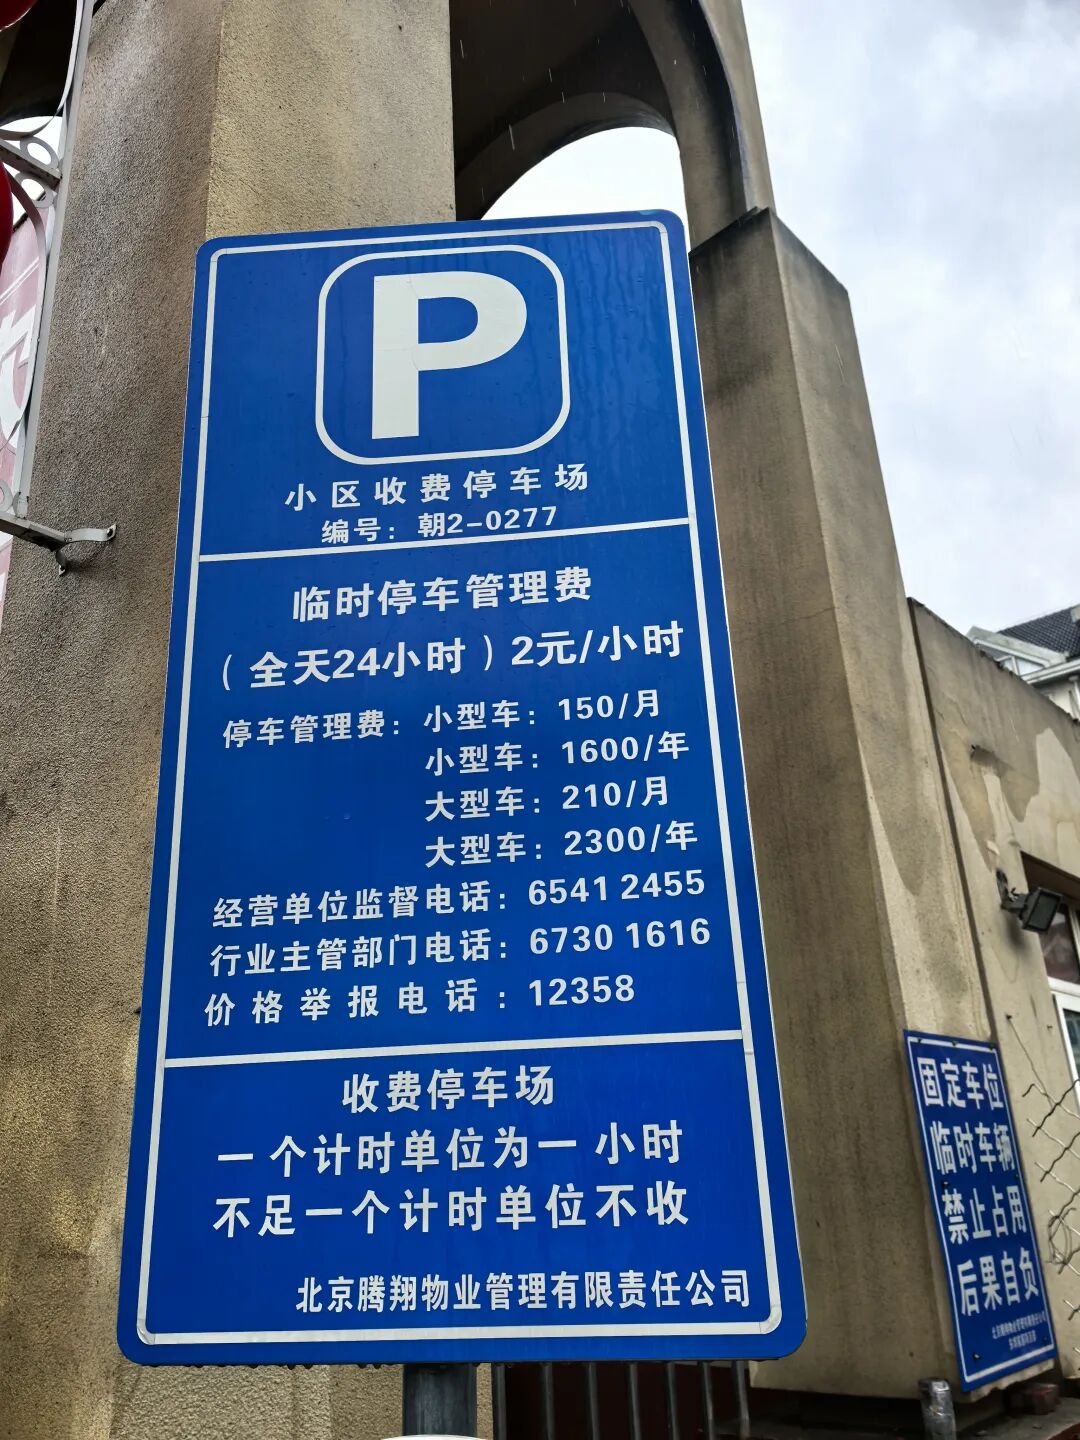 P
小区收费停车场
编号：朝2-0277
临时停车管理费
（全天24小时）2元/小时
停车管理费：小型车：150/月
小型车：1600/年
大型车：210/月
大型车：2300/年
经营单位监督电话：6541 2455
行业主管部门电话：6730 1616
价格举报电话：12358
收费停车场
一个计时单位为一小时
不足一个计时单位不收
北京腾翔物业管理有限责任公司
固定车位
临时车辆
禁止占用
后果自负